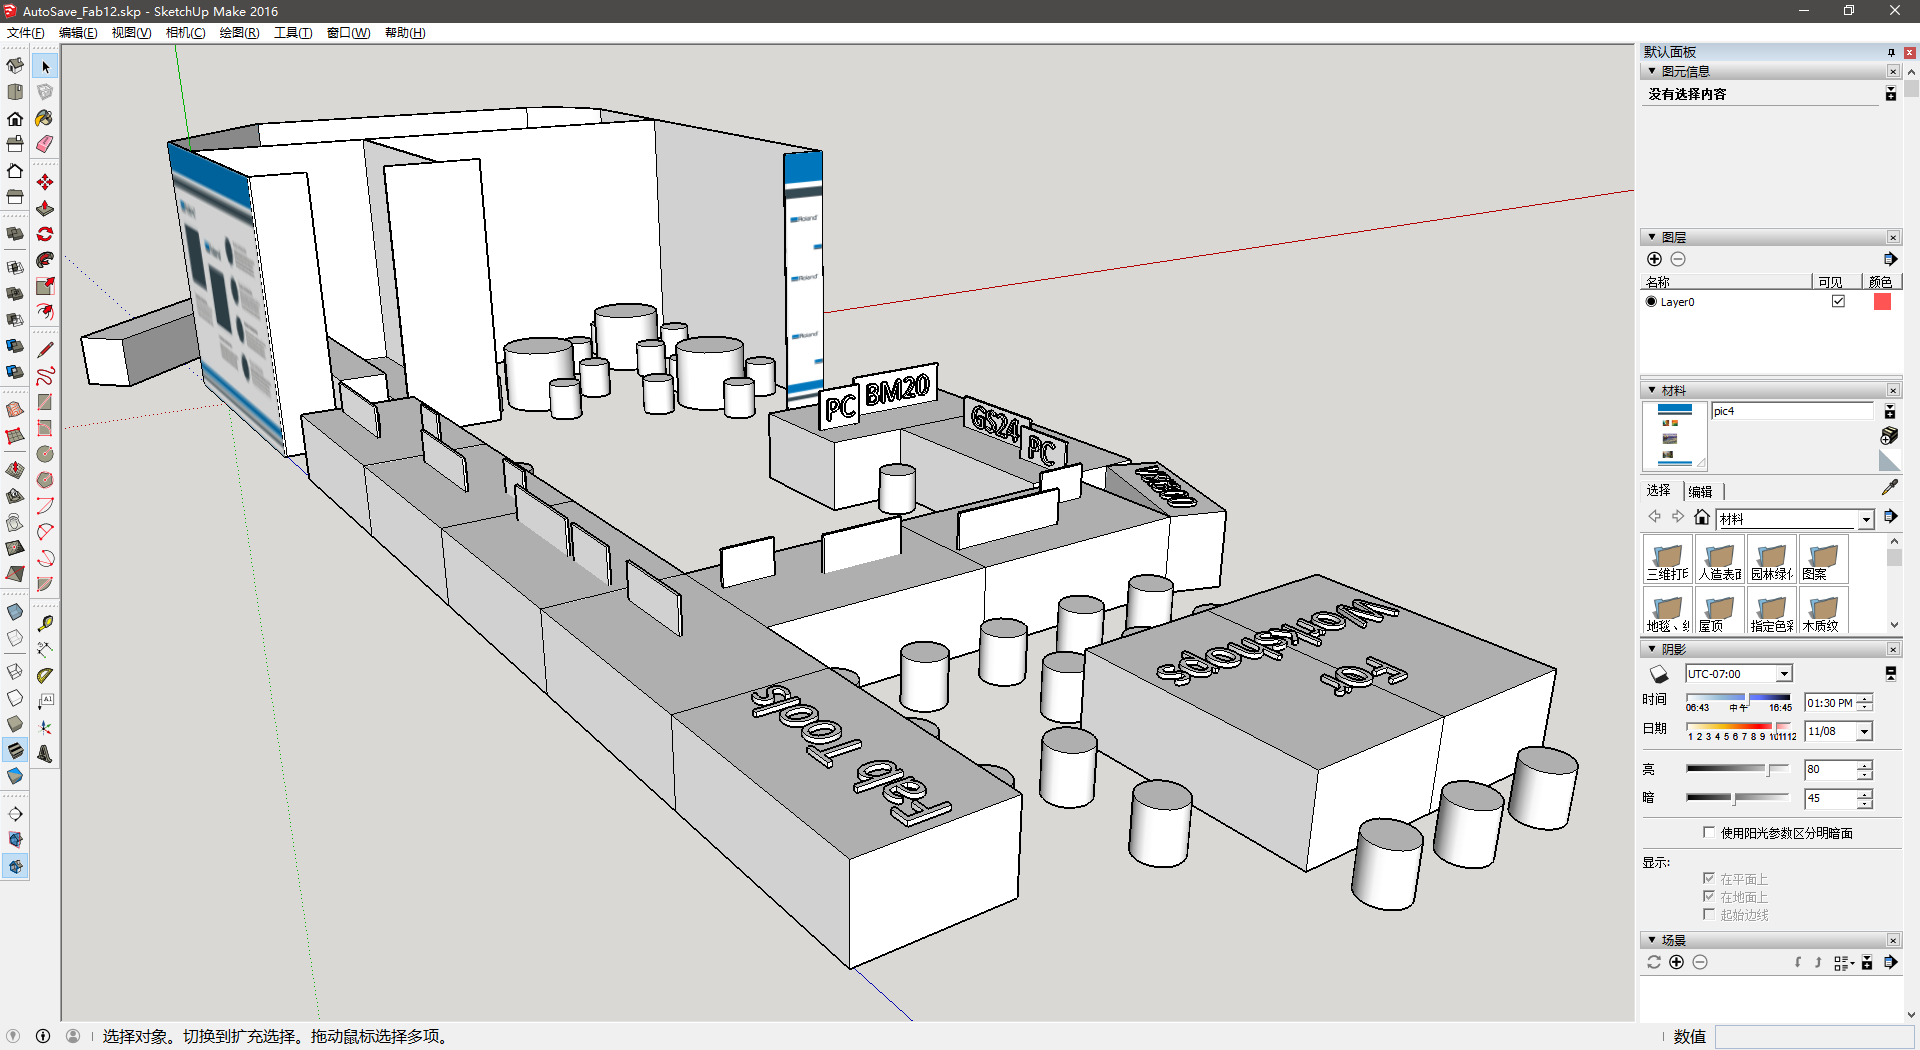 AutoSave_Fab12.skp - SketchUp Make 2016
文件(F) 编辑(E) 视图(V) 相机(C) 绘图(R) 工具(T) 窗口(W) 帮助(H)
默认面板
图元信息
没有选择内容
图层
名称 可见 颜色
Layer0
材料
pic4
选择 编辑
材料
三维打印 人造表面 园林绿化 图案
地毯、 屋顶 指定色彩 木质纹
阴影
UTC-07:00
时间 06:43 中午 16:45 01:30 PM
日期 1 2 3 4 5 6 7 8 9 10 11 12 11/08
亮 80
暗 45
使用阳光参数区分明暗面
显示:
在平面上
在地面上
起始边线
场景
Roland
Roland
Roland
PC
BM20
GS24
PC
Workshops
For
Fab Tools
选择对象。切换到扩充选择。拖动鼠标选择多项。
数值